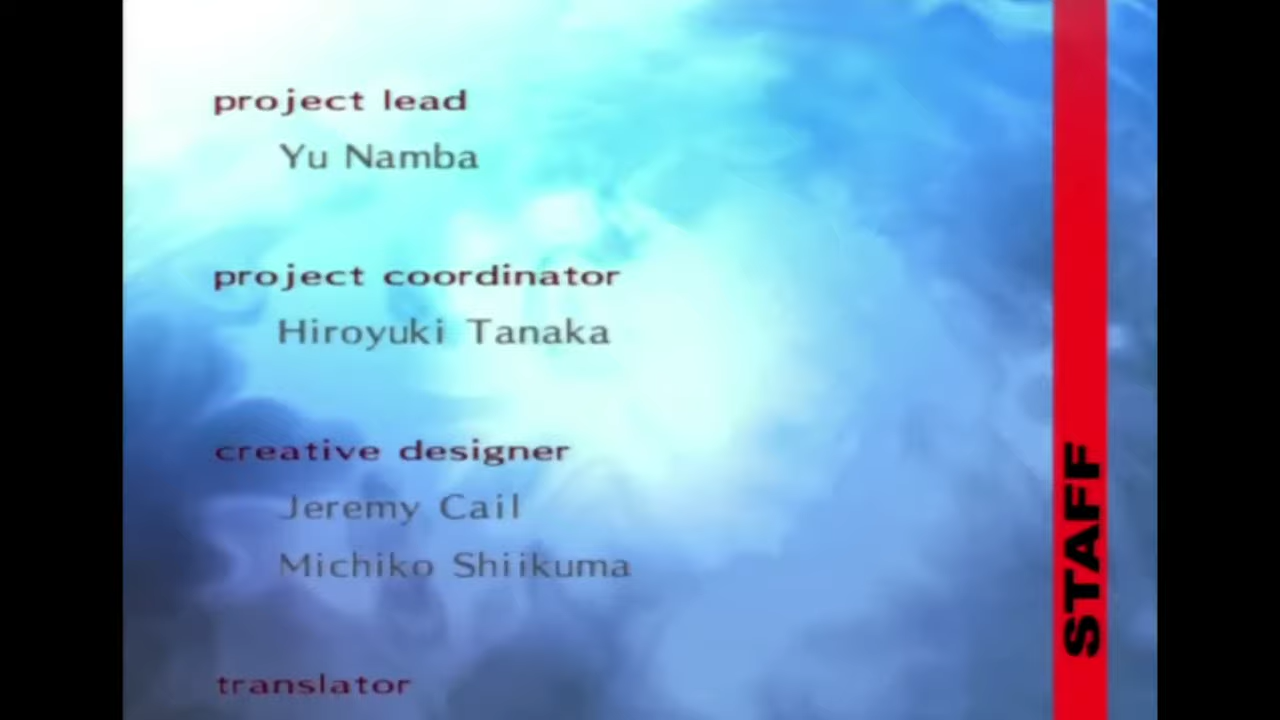 project lead
Yu Namba
project coordinator
Hiroyuki Tanaka
creative designer
Jeremy Cail
Michiko Shiikuma
translator
STAFF